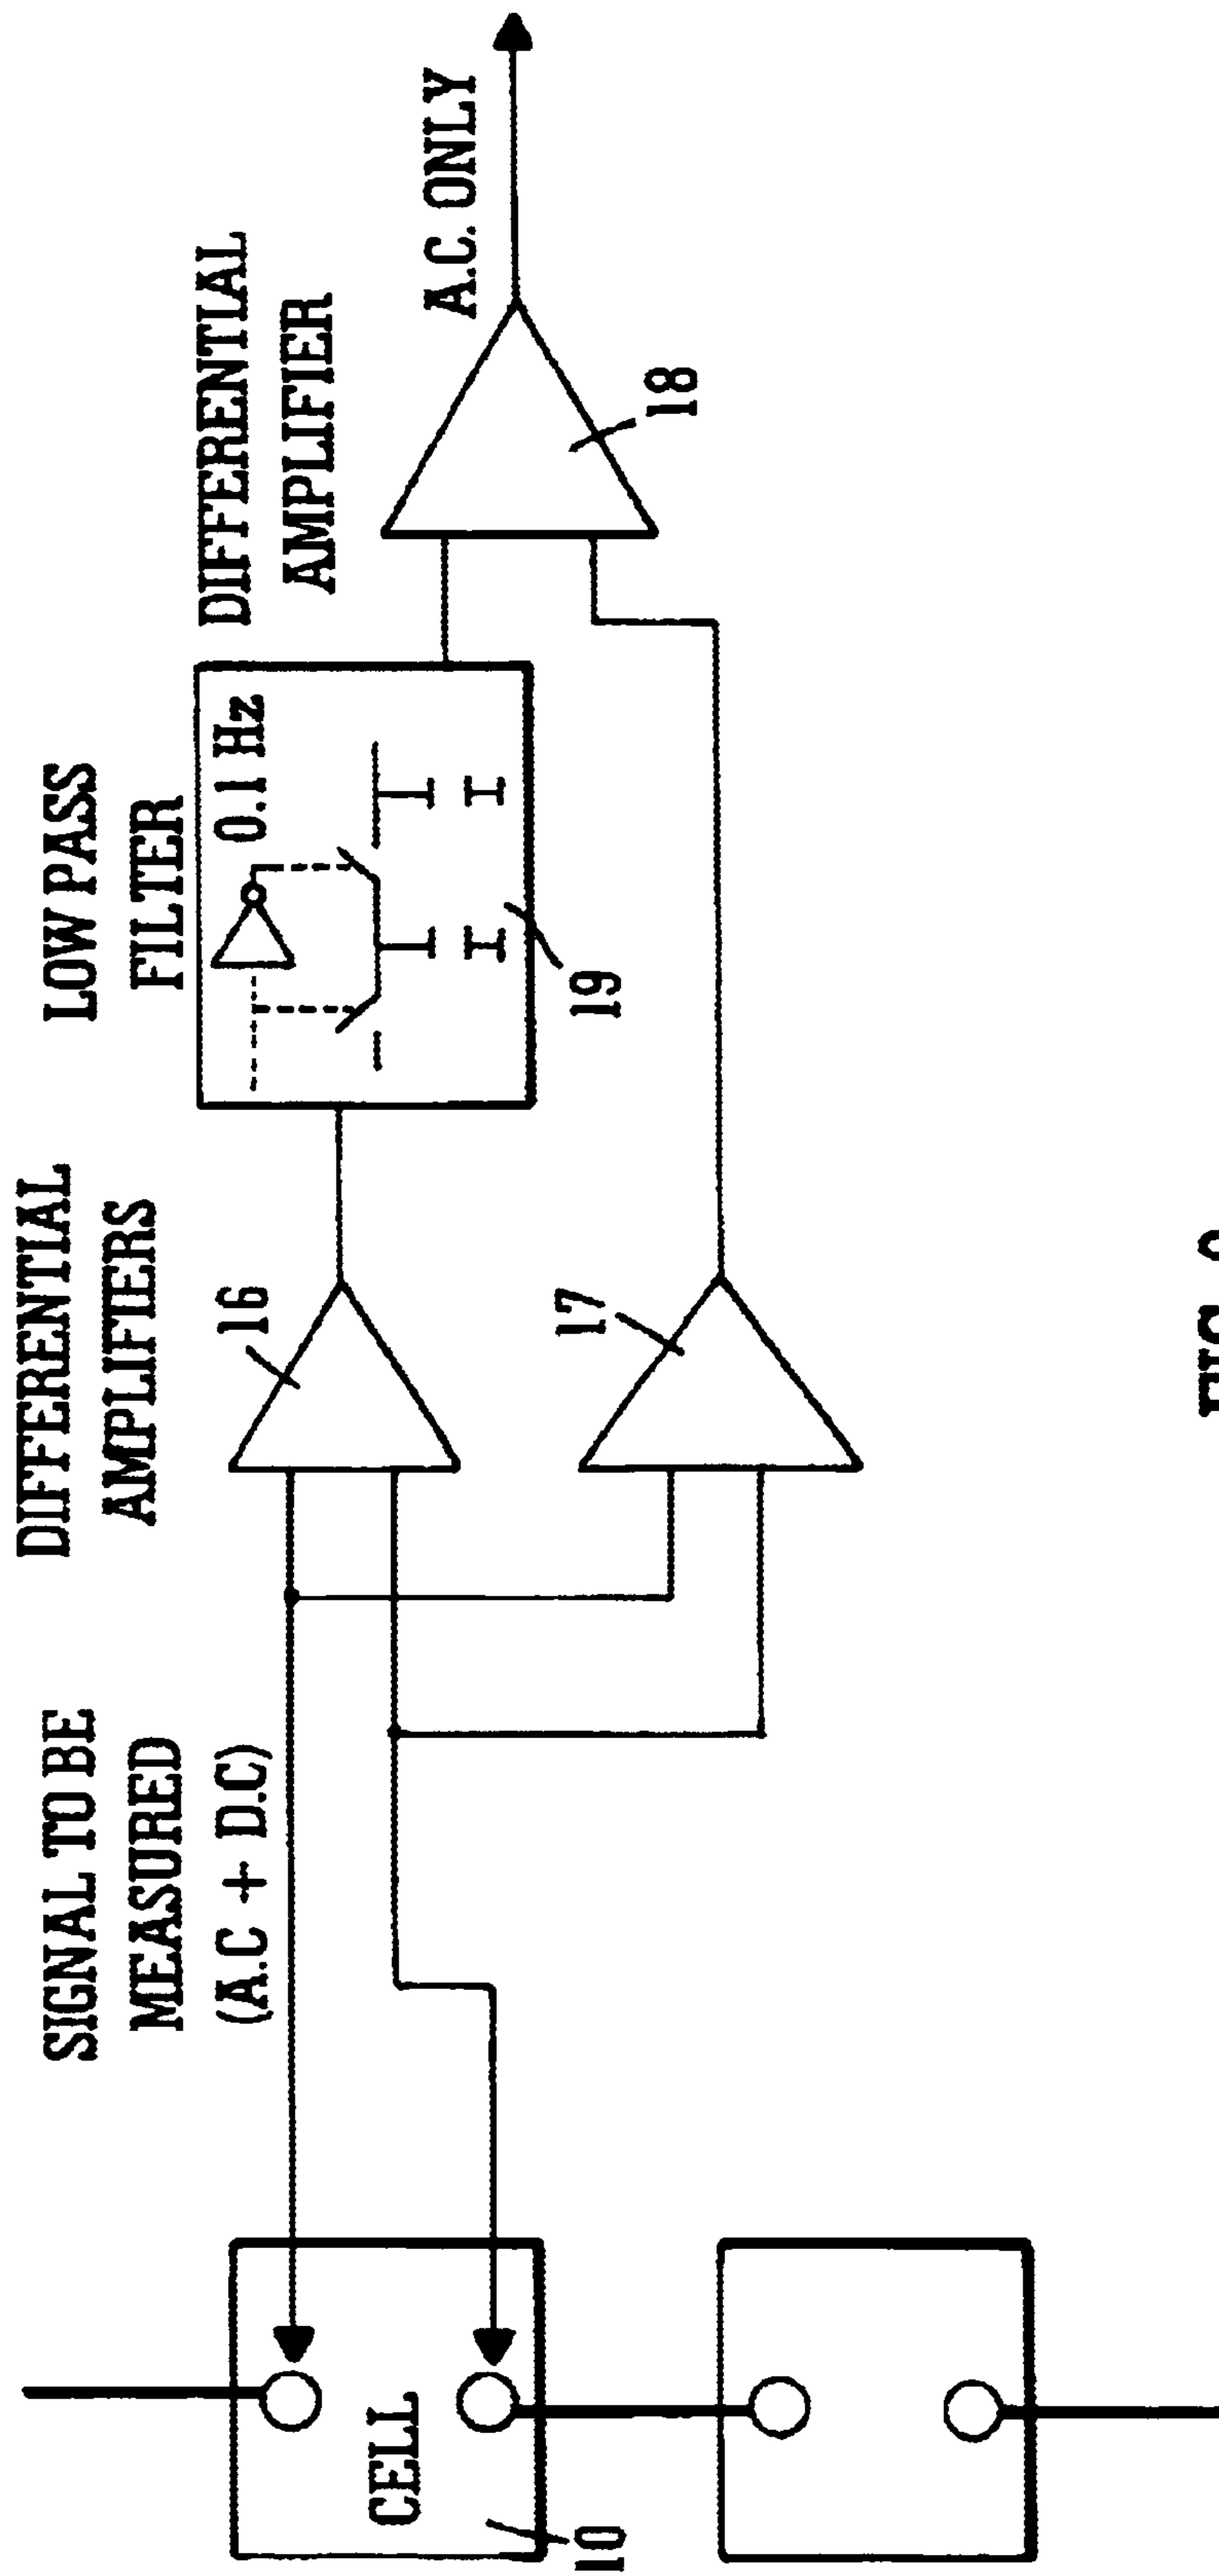 SIGNAL TO BE
MEASURED
(A.C + D.C)
DIFFERENTIAL
AMPLIFIERS
LOW PASS
FILTER
DIFFERENTIAL
AMPLIFIER
0.1 Hz
A.C. ONLY
16
17
18
19
CELL
10